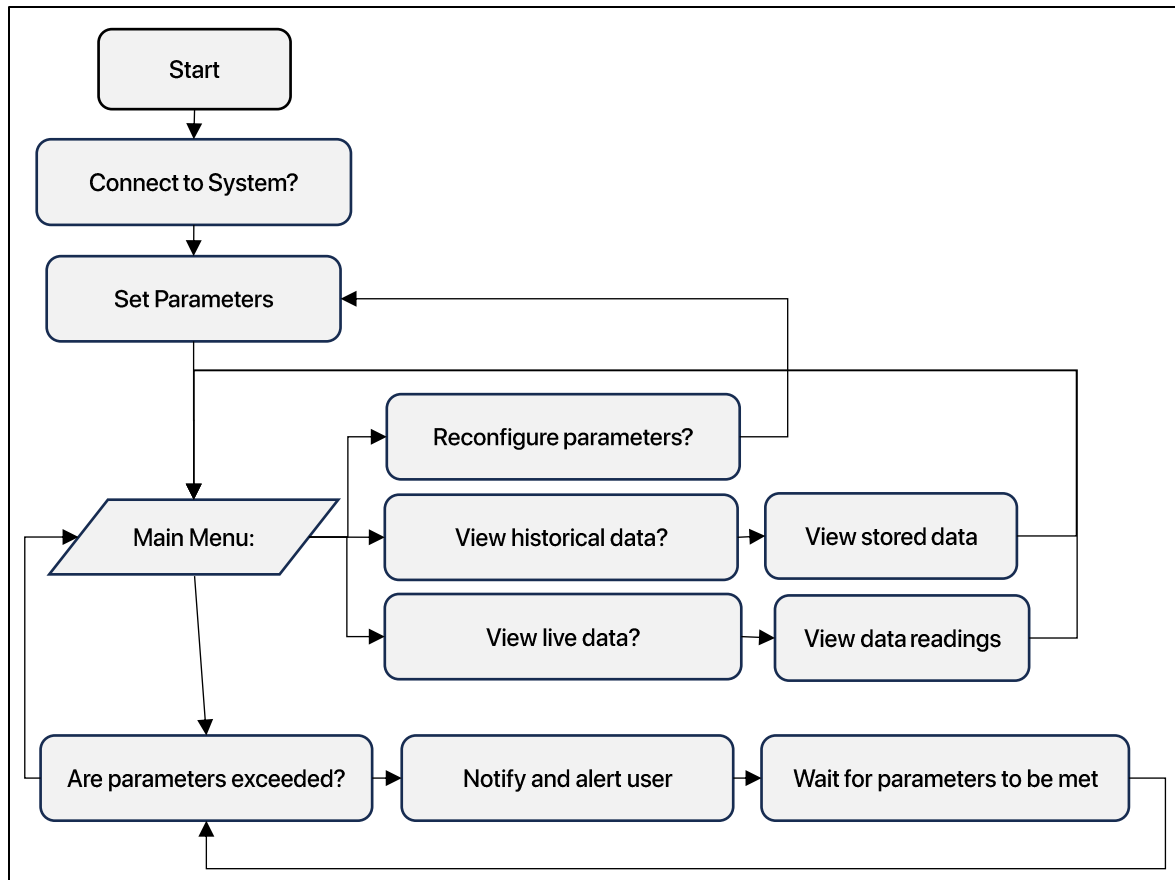 Start
Connect to System?
Set Parameters
Reconfigure parameters?
Main Menu:
View historical data?
View stored data
View live data?
View data readings
Are parameters exceeded?
Notify and alert user
Wait for parameters to be met